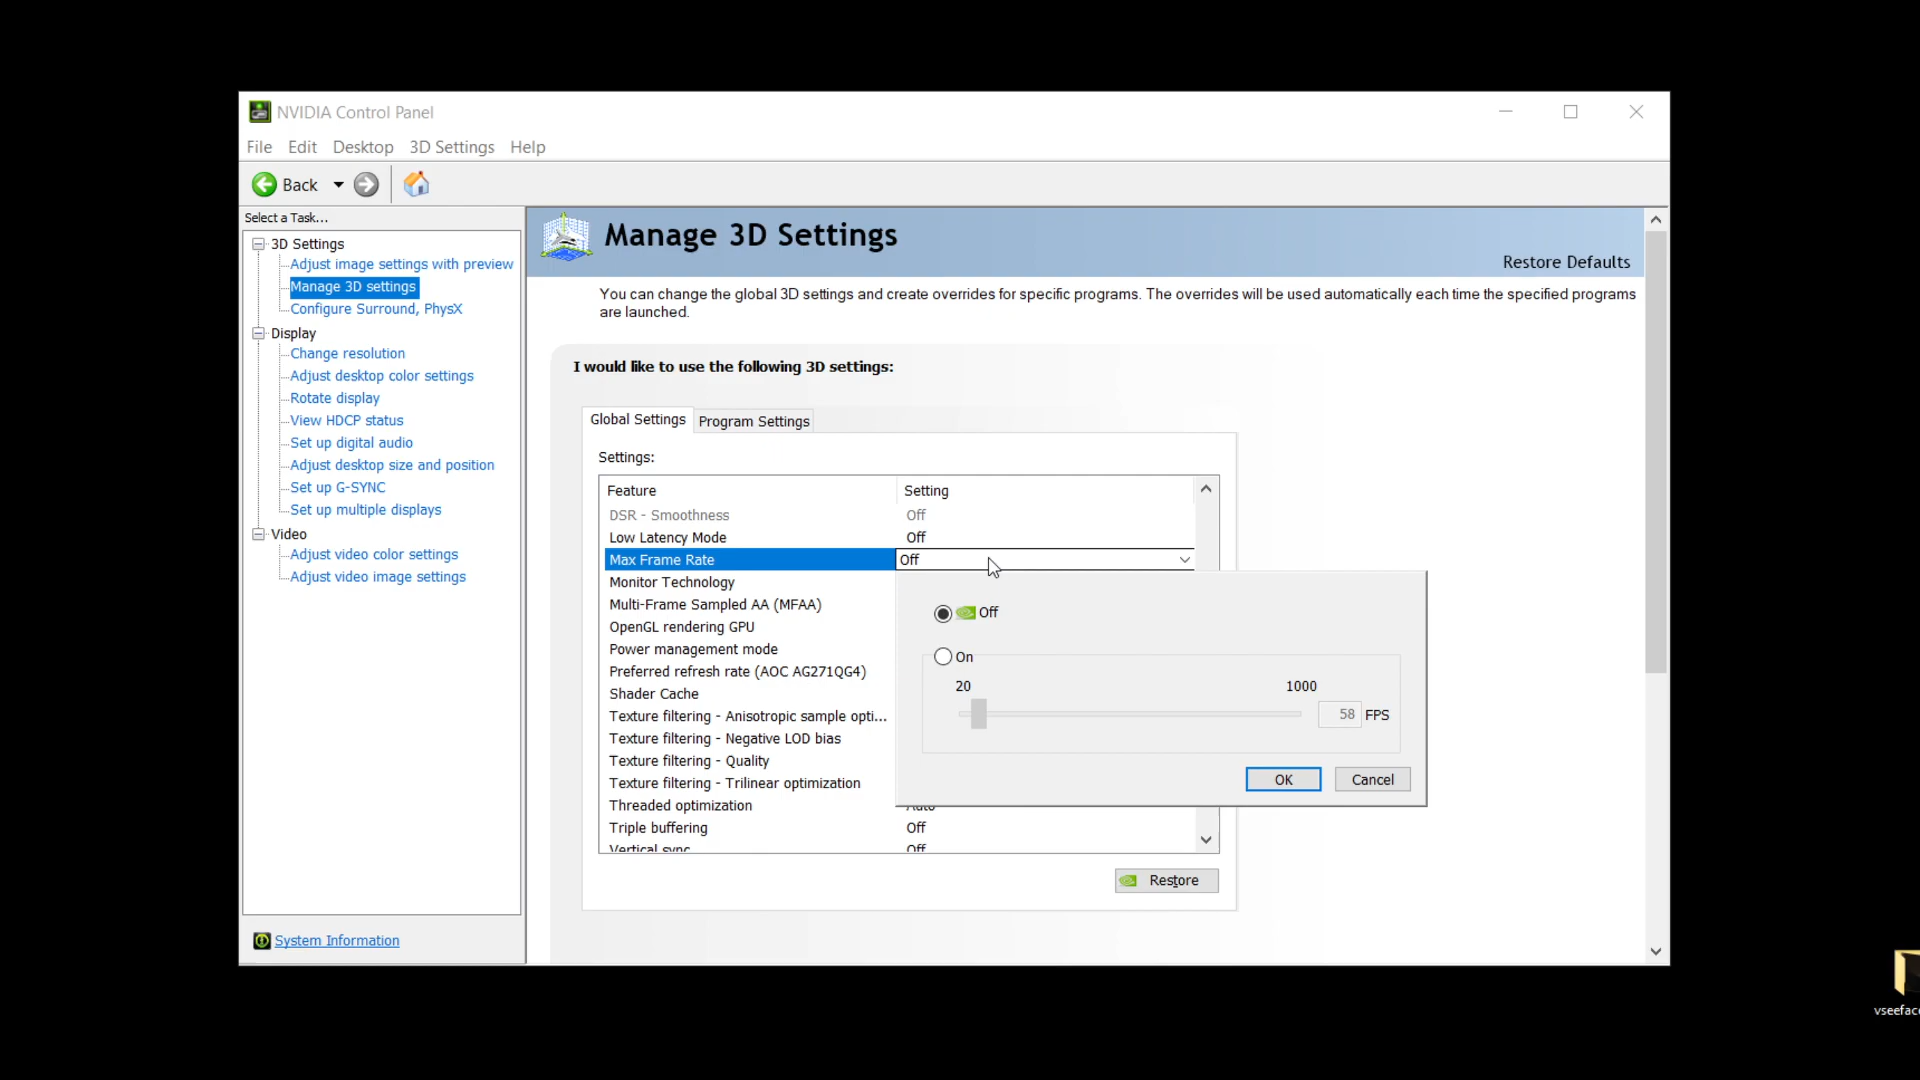 NVIDIA Control Panel
File Edit Desktop 3D Settings Help
Back
Select a Task...
3D Settings
Adjust image settings with preview
Manage 3D settings
Configure Surround, PhysX
Display
Change resolution
Adjust desktop color settings
Rotate display
View HDCP status
Set up digital audio
Adjust desktop size and position
Set up G-SYNC
Set up multiple displays
Video
Adjust video color settings
Adjust video image settings
System Information
Manage 3D Settings
Restore Defaults
You can change the global 3D settings and create overrides for specific programs. The overrides will be used automatically each time the specified programs
are launched.
I would like to use the following 3D settings:
Global Settings Program Settings
Settings:
Feature Setting
DSR - Smoothness Off
Low Latency Mode Off
Max Frame Rate Off
Monitor Technology
Multi-Frame Sampled AA (MFAA)
OpenGL rendering GPU
Power management mode
Preferred refresh rate (AOC AG271QG4)
Shader Cache
Texture filtering - Anisotropic sample opti...
Texture filtering - Negative LOD bias
Texture filtering - Quality
Texture filtering - Trilinear optimization
Threaded optimization Auto
Triple buffering Off
Vertical sync Off
Off
On
20 1000
58 FPS
OK Cancel
Restore
vseefac